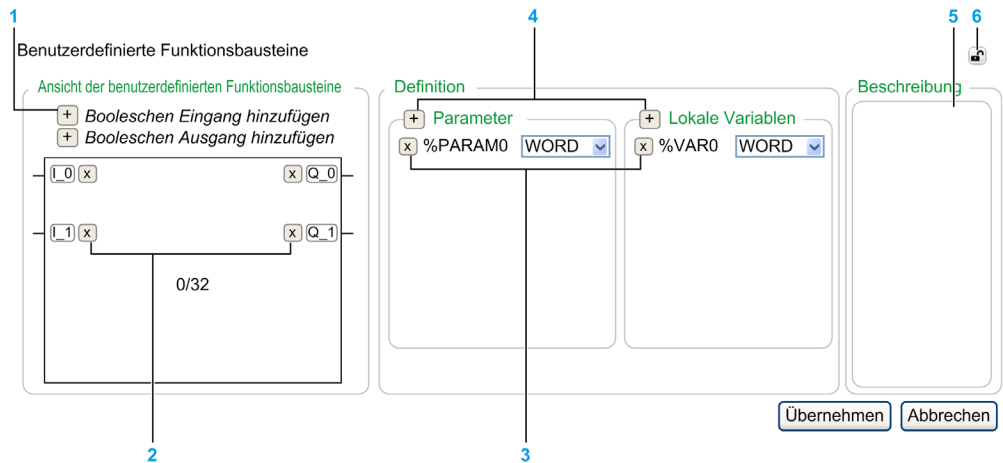 1 4 5 6
Benutzerdefinierte Funktionsbausteine
Ansicht der benutzerdefinierten Funktionsbausteine Definition Beschreibung
+ Booleschen Eingang hinzufügen + Parameter + Lokale Variablen
+ Booleschen Ausgang hinzufügen x %PARAM0 WORD x %VAR0 WORD
I_0 x x Q_0
I_1 x x Q_1
0/32
Übernehmen Abbrechen
2 3